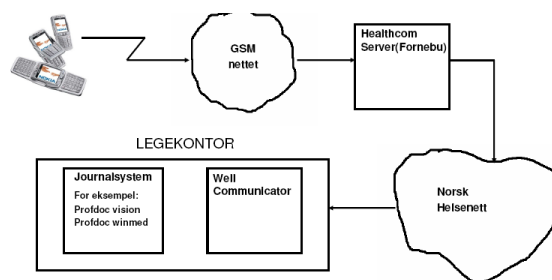 GSM
nettet
Healthcom
Server(Fornebu)
LEGEKONTOR
Journalsystem
For eksempel:
Profdoc vision
Profdoc winmed
Well
Communicator
Norsk
Helsenett